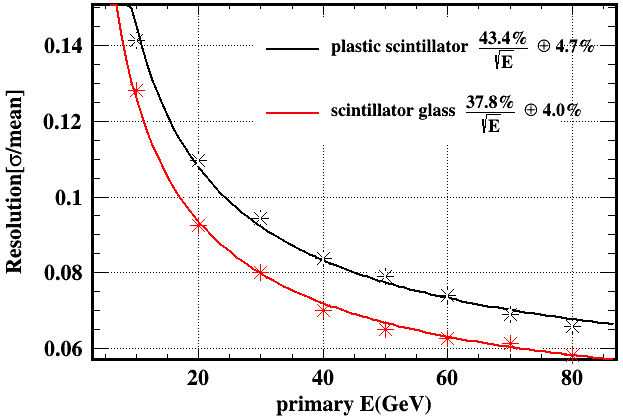 0.14
0.12
0.1
0.08
0.06
20
40
60
80
Resolution[σ/mean]
primary E(GeV)
plastic scintillator 43.4%/√E ⊕ 4.7%
scintillator glass 37.8%/√E ⊕ 4.0%